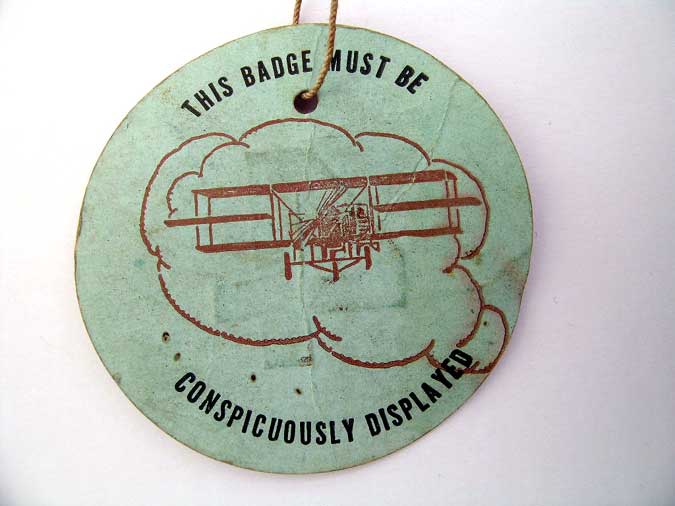 THIS BADGE MUST BE
CONSPICUOUSLY DISPLAYED